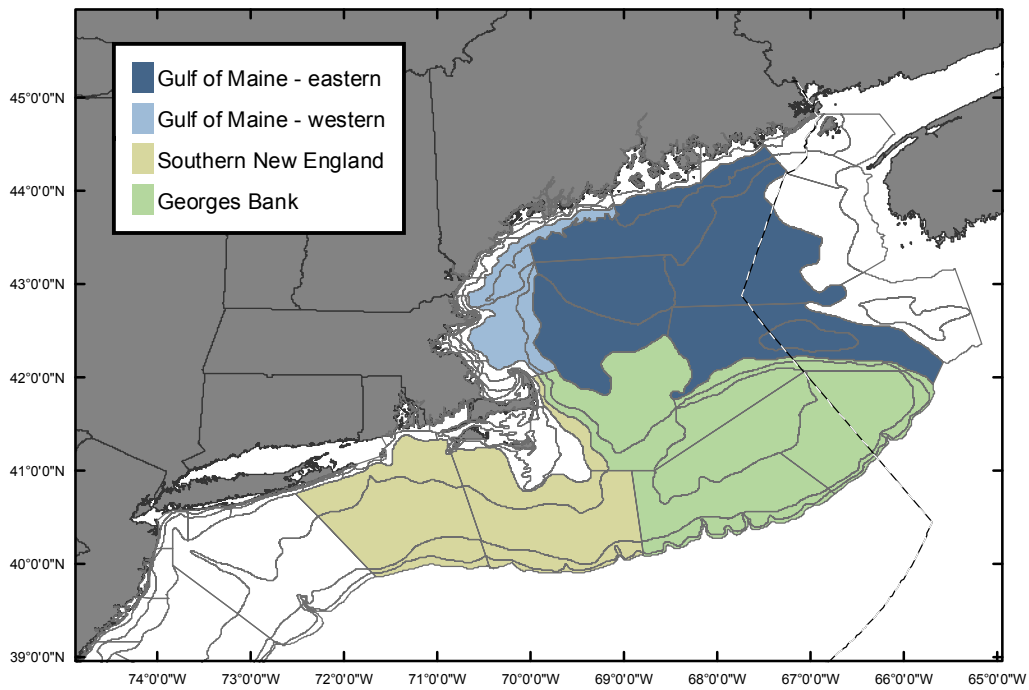 Gulf of Maine - eastern
Gulf of Maine - western
Southern New England
Georges Bank
45°0'0"N
44°0'0"N
43°0'0"N
42°0'0"N
41°0'0"N
40°0'0"N
39°0'0"N
74°0'0"W 73°0'0"W 72°0'0"W 71°0'0"W 70°0'0"W 69°0'0"W 68°0'0"W 67°0'0"W 66°0'0"W 65°0'0"W